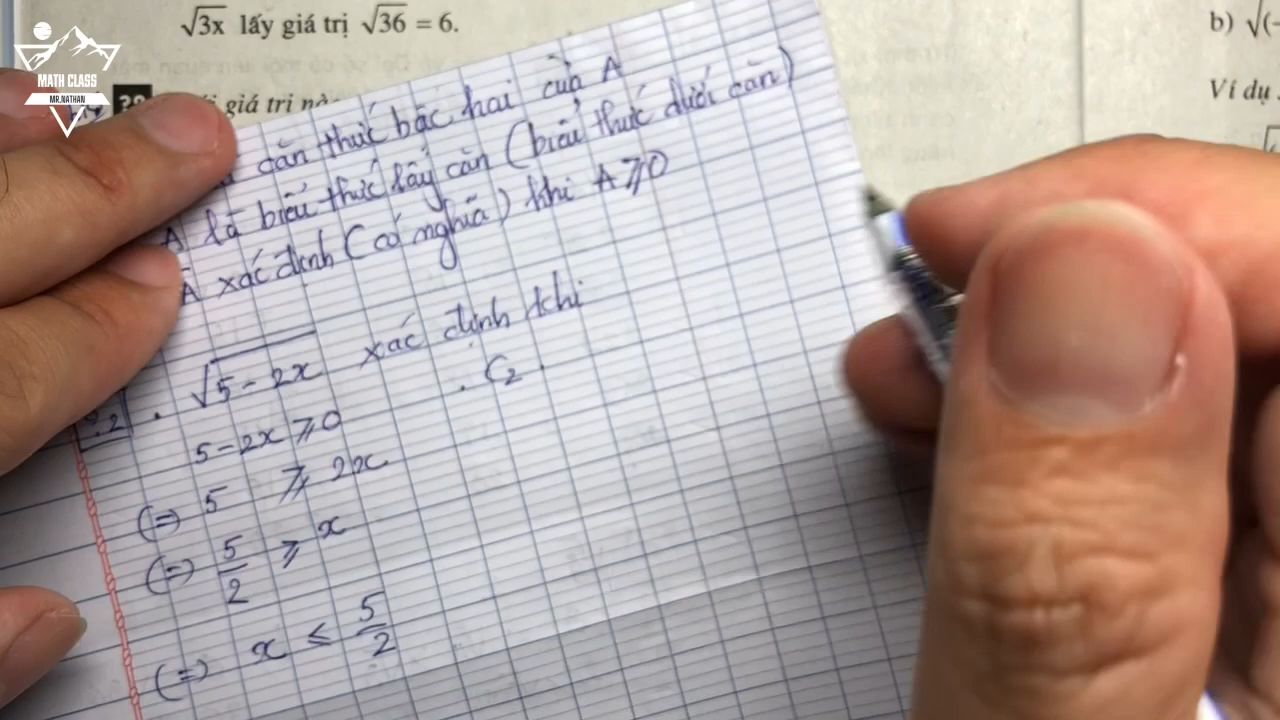 √3x lấy giá trị √36 = 6.
b) √(-
MATH CLASS
MR.NATHAN
?2 giá trị nà
Ví dụ
căn thức bậc hai của A
A là biểu thức lấy căn (biểu thức dưới căn)
A xác định (có nghĩa) khi A ⩾ 0
?.2 . √5 - 2x xác định khi
. C2 .
5 - 2x ⩾ 0
(=) 5 ⩾ 2x
(=) 5/2 ⩾ x
(=) x ≤ 5/2